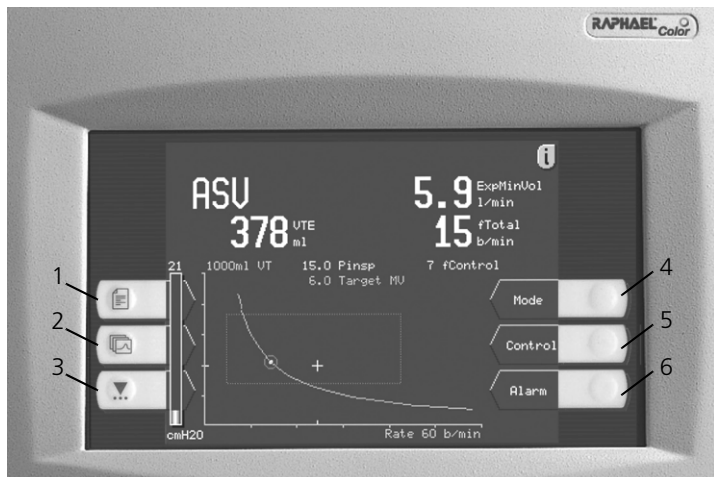 RAPHAEL Color
i
ASV
5.9 ExpMinVol l/min
378 VTE ml
15 fTotal b/min
21
1000ml VT
15.0 Pinsp
7 fControl
6.0 Target MV
1
4
Mode
2
5
Control
3
6
Alarm
cmH2O
Rate 60 b/min